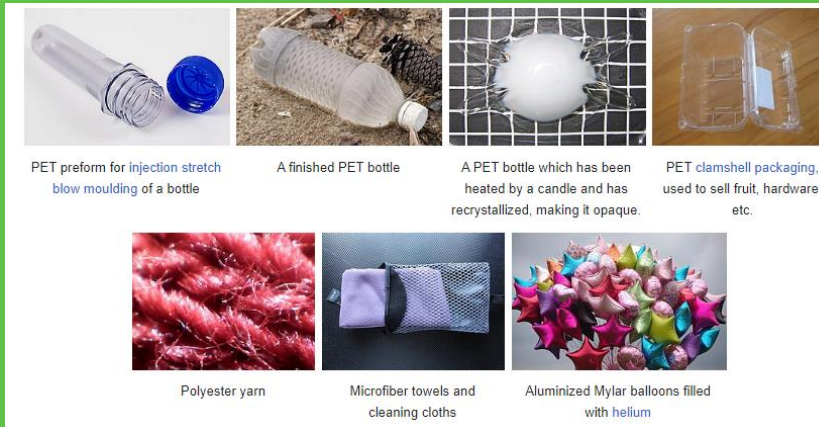 PET preform for injection stretch
blow moulding of a bottle
A finished PET bottle
A PET bottle which has been
heated by a candle and has
recrystallized, making it opaque.
PET clamshell packaging,
used to sell fruit, hardware
etc.
Polyester yarn
Microfiber towels and
cleaning cloths
Aluminized Mylar balloons filled
with helium